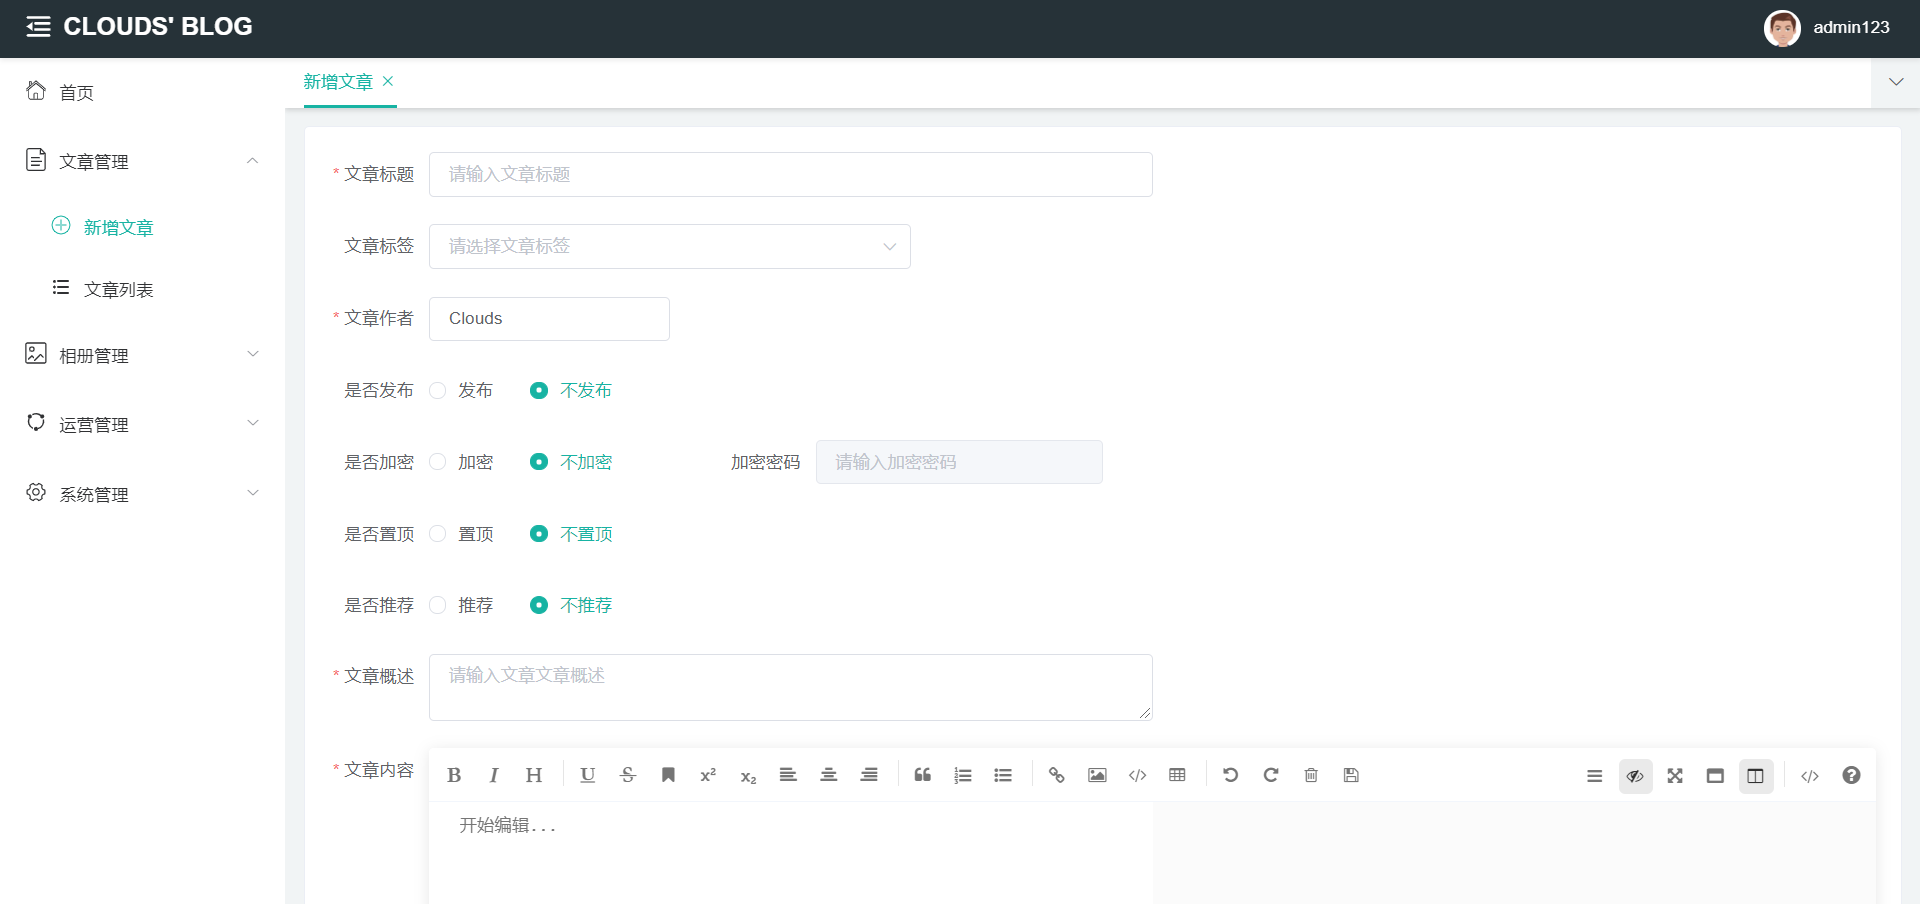 CLOUDS' BLOG
admin123
首页
文章管理
新增文章
文章列表
相册管理
运营管理
系统管理
新增文章
* 文章标题 请输入文章标题
文章标签 请选择文章标签
* 文章作者 Clouds
是否发布 发布 不发布
是否加密 加密 不加密 加密密码 请输入加密密码
是否置顶 置顶 不置顶
是否推荐 推荐 不推荐
* 文章概述 请输入文章文章概述
* 文章内容
开始编辑...